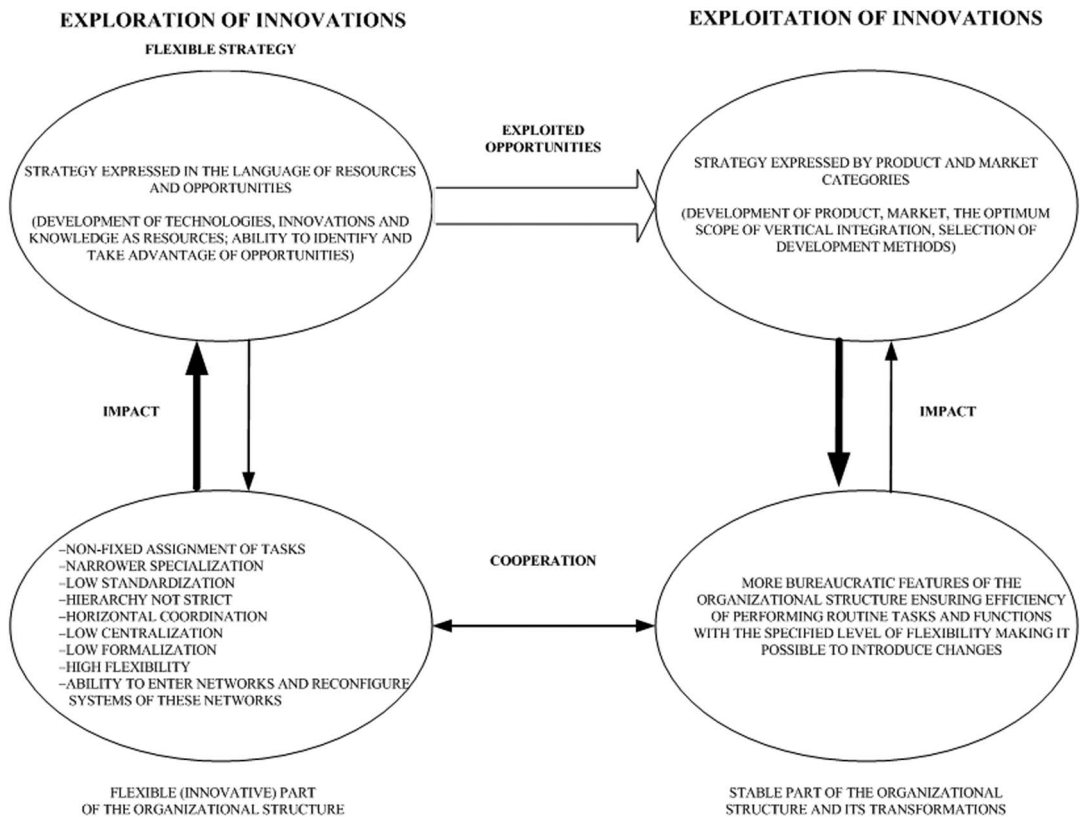 EXPLORATION OF INNOVATIONS
FLEXIBLE STRATEGY
EXPLOITATION OF INNOVATIONS
STRATEGY EXPRESSED IN THE LANGUAGE OF RESOURCES
AND OPPORTUNITIES
(DEVELOPMENT OF TECHNOLOGIES, INNOVATIONS AND
KNOWLEDGE AS RESOURCES; ABILITY TO IDENTIFY AND
TAKE ADVANTAGE OF OPPORTUNITIES)
EXPLOITED
OPPORTUNITIES
STRATEGY EXPRESSED BY PRODUCT AND MARKET
CATEGORIES
(DEVELOPMENT OF PRODUCT, MARKET, THE OPTIMUM
SCOPE OF VERTICAL INTEGRATION, SELECTION OF
DEVELOPMENT METHODS)
IMPACT
IMPACT
–NON-FIXED ASSIGNMENT OF TASKS
–NARROWER SPECIALIZATION
–LOW STANDARDIZATION
–HIERARCHY NOT STRICT
–HORIZONTAL COORDINATION
–LOW CENTRALIZATION
–LOW FORMALIZATION
–HIGH FLEXIBILITY
–ABILITY TO ENTER NETWORKS AND RECONFIGURE
SYSTEMS OF THESE NETWORKS
COOPERATION
MORE BUREAUCRATIC FEATURES OF THE
ORGANIZATIONAL STRUCTURE ENSURING EFFICIENCY
OF PERFORMING ROUTINE TASKS AND FUNCTIONS
WITH THE SPECIFIED LEVEL OF FLEXIBILITY MAKING IT
POSSIBLE TO INTRODUCE CHANGES
FLEXIBLE (INNOVATIVE) PART
OF THE ORGANIZATIONAL STRUCTURE
STABLE PART OF THE ORGANIZATIONAL
STRUCTURE AND ITS TRANSFORMATIONS